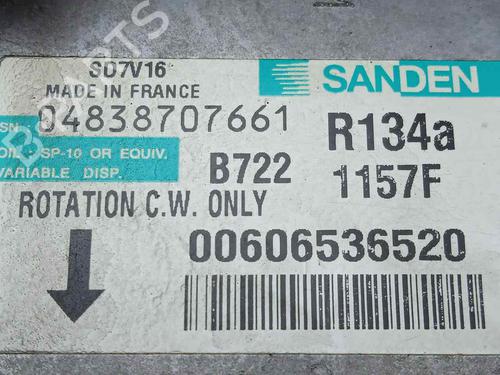 SD7V16
SANDEN
MADE IN FRANCE
SN 04838707661
R134a
OIL SP-10 OR EQUIV.
VARIABLE DISP.
B722
1157F
ROTATION C.W. ONLY
00606536520